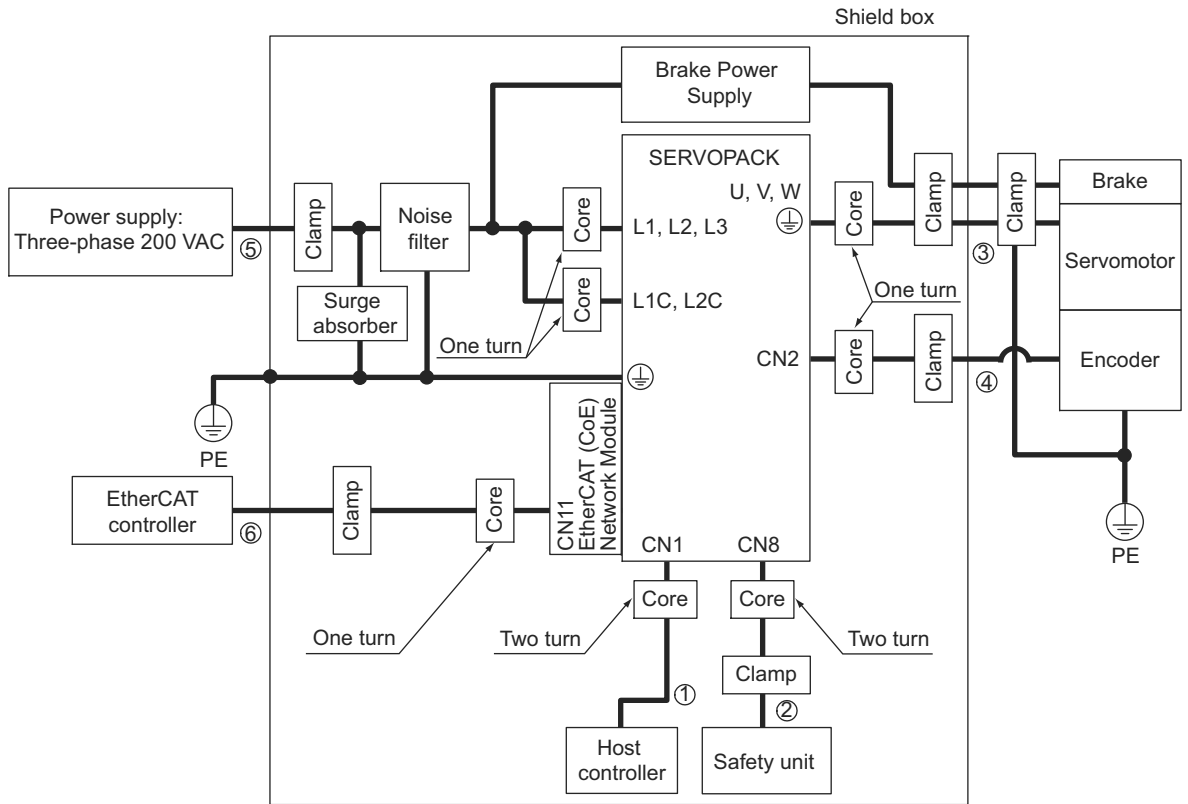 Shield box
Brake Power
Supply
SERVOPACK
U, V, W
Power supply:
Three-phase 200 VAC
⑤
Clamp
Noise
filter
Core
L1, L2, L3
Core
Clamp
Clamp
③
Brake
Servomotor
Surge
absorber
Core
L1C, L2C
One turn
One turn
CN2
Core
Clamp
④
Encoder
PE
CN11
EtherCAT (CoE)
Network Module
EtherCAT
controller
⑥
Clamp
Core
PE
CN1
CN8
Core
Core
One turn
Two turn
Two turn
Clamp
①
②
Host
controller
Safety unit